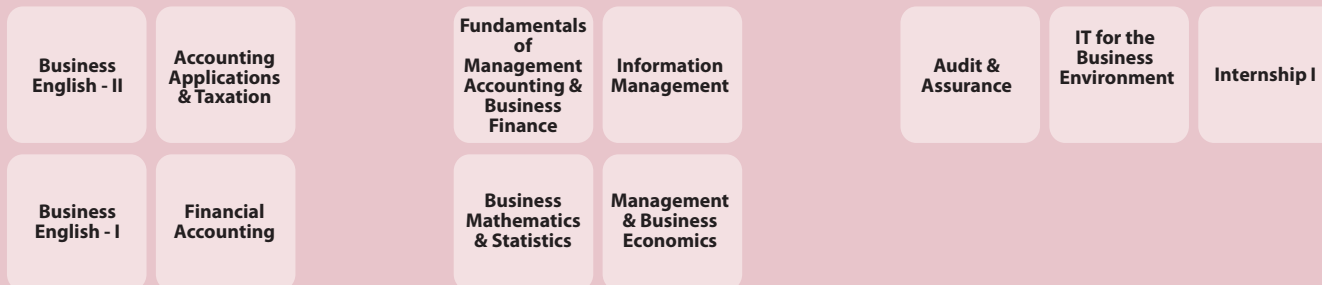 Business
English - II
Accounting
Applications
& Taxation
Fundamentals
of
Management
Accounting &
Business
Finance
Information
Management
Audit &
Assurance
IT for the
Business
Environment
Internship I
Business
English - I
Financial
Accounting
Business
Mathematics
& Statistics
Management
& Business
Economics